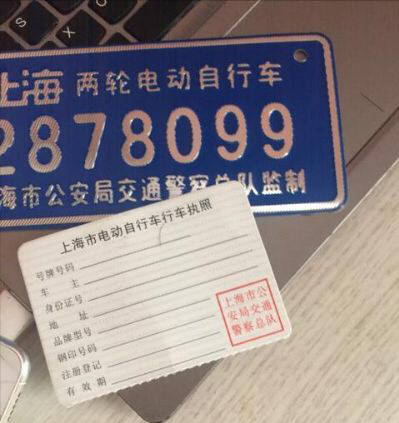 S
X
上海 两轮电动自行车
2878099
海市公安局交通警察总队监制
上海市电动自行车行车执照
号牌号码
车 主
身份证号
地 址
品牌型号
钢印号码
注册登记
有 效 期
上海市公
安局交通
警察总队